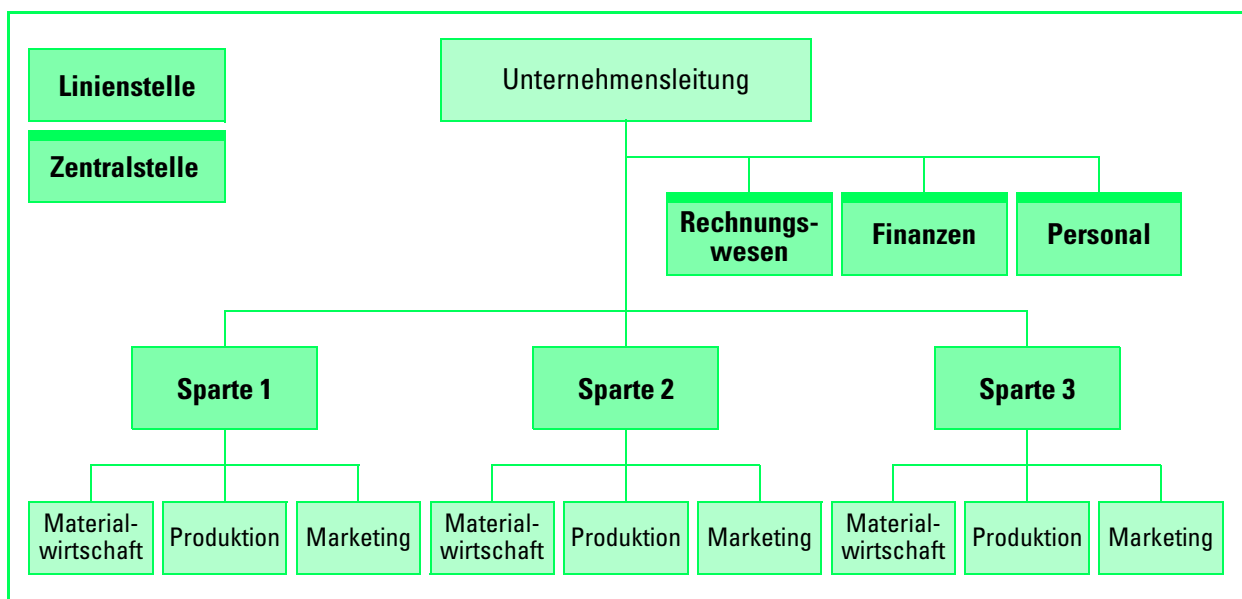 Linienstelle
Unternehmensleitung
Zentralstelle
Rechnungs-
wesen
Finanzen
Personal
Sparte 1
Sparte 2
Sparte 3
Material-
wirtschaft
Produktion
Marketing
Material-
wirtschaft
Produktion
Marketing
Material-
wirtschaft
Produktion
Marketing